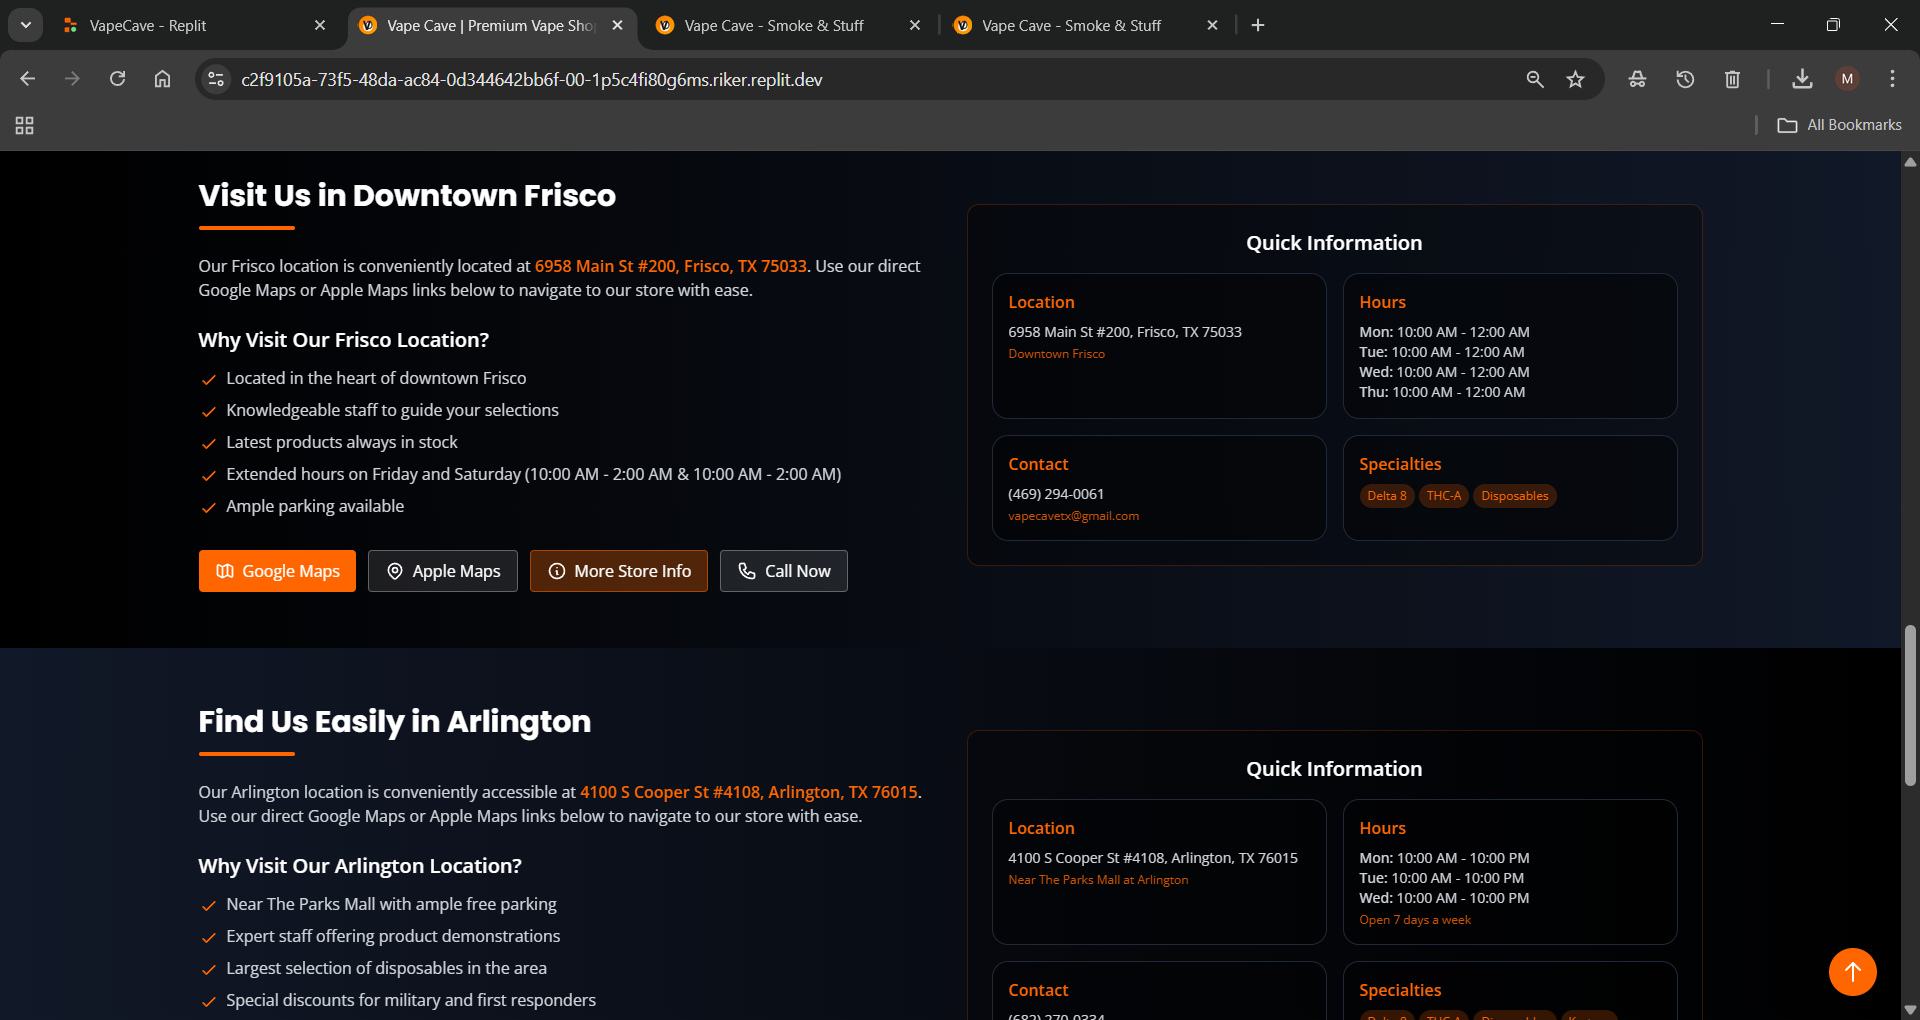 VapeCave - Replit
Vape Cave | Premium Vape Sho
Vape Cave - Smoke & Stuff
Vape Cave - Smoke & Stuff
c2f9105a-73f5-48da-ac84-0d344642bb6f-00-1p5c4fi80g6ms.riker.replit.dev
M
All Bookmarks
Visit Us in Downtown Frisco
Our Frisco location is conveniently located at 6958 Main St #200, Frisco, TX 75033. Use our direct
Google Maps or Apple Maps links below to navigate to our store with ease.
Why Visit Our Frisco Location?
Located in the heart of downtown Frisco
Knowledgeable staff to guide your selections
Latest products always in stock
Extended hours on Friday and Saturday (10:00 AM - 2:00 AM & 10:00 AM - 2:00 AM)
Ample parking available
Google Maps
Apple Maps
More Store Info
Call Now
Quick Information
Location
6958 Main St #200, Frisco, TX 75033
Downtown Frisco
Hours
Mon: 10:00 AM - 12:00 AM
Tue: 10:00 AM - 12:00 AM
Wed: 10:00 AM - 12:00 AM
Thu: 10:00 AM - 12:00 AM
Contact
(469) 294-0061
vapecavetx@gmail.com
Specialties
Delta 8
THC-A
Disposables
Find Us Easily in Arlington
Our Arlington location is conveniently accessible at 4100 S Cooper St #4108, Arlington, TX 76015.
Use our direct Google Maps or Apple Maps links below to navigate to our store with ease.
Why Visit Our Arlington Location?
Near The Parks Mall with ample free parking
Expert staff offering product demonstrations
Largest selection of disposables in the area
Special discounts for military and first responders
Quick Information
Location
4100 S Cooper St #4108, Arlington, TX 76015
Near The Parks Mall at Arlington
Hours
Mon: 10:00 AM - 10:00 PM
Tue: 10:00 AM - 10:00 PM
Wed: 10:00 AM - 10:00 PM
Open 7 days a week
Contact
(682) 270-0334
Specialties
Delta 8
THC-A